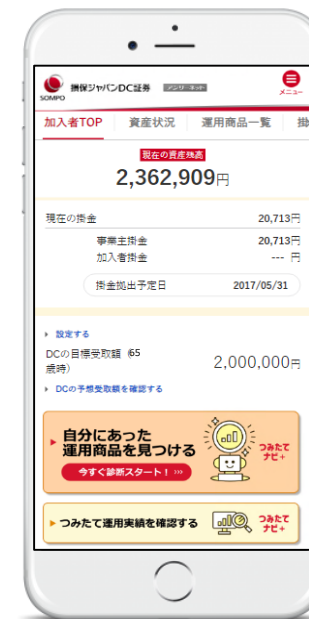 SOMPO
損保ジャパンDC証券
アンサーネット
メニュー
加入者TOP 資産状況 運用商品一覧 掛
現在の資産残高
2,362,909円
現在の掛金 20,713円
事業主掛金 20,713円
加入者掛金 --- 円
掛金拠出予定日 2017/05/31
設定する
DCの目標受取額(65
歳時) 2,000,000円
DCの予想受取額を確認する
自分にあった
運用商品を見つける
今すぐ診断スタート!
つみたて
ナビ+
つみたて運用実績を確認する
つみたて
ナビ+